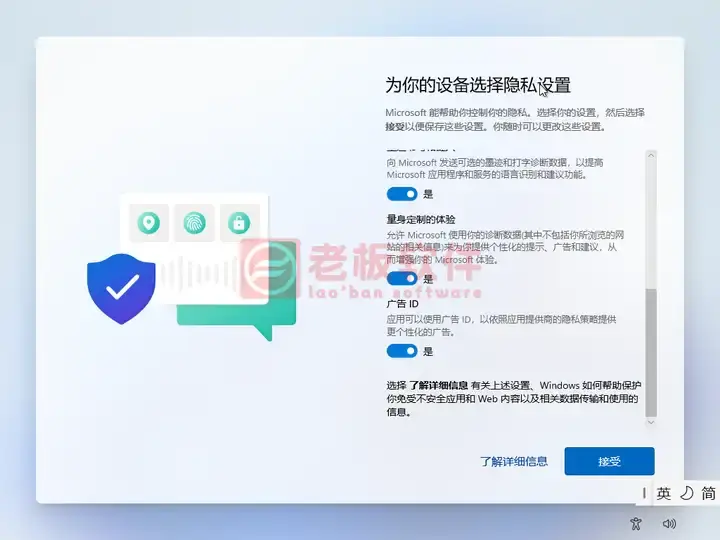 为你的设备选择隐私设置
Microsoft 能帮助你控制你的隐私。选择你的设置，然后选择
接受以便保存这些设置。你随时可以更改这些设置。
向 Microsoft 发送可选的墨迹和打字诊断数据，以提高
Microsoft 应用程序和服务的语言识别和建议功能。
是
量身定制的体验
允许 Microsoft 使用你的诊断数据(其中不包括你所浏览的网
站的相关信息)来为你提供个性化的提示、广告和建议，从
而增强你的 Microsoft 体验。
是
老板软件
lao'ban software
广告 ID
应用可以使用广告 ID，以依照应用提供商的隐私策略提供
更个性化的广告。
是
选择 了解详细信息 有关上述设置、Windows 如何帮助保护
你免受不安全应用和 Web 内容以及相关数据传输和使用的
信息。
了解详细信息
接受
英 简